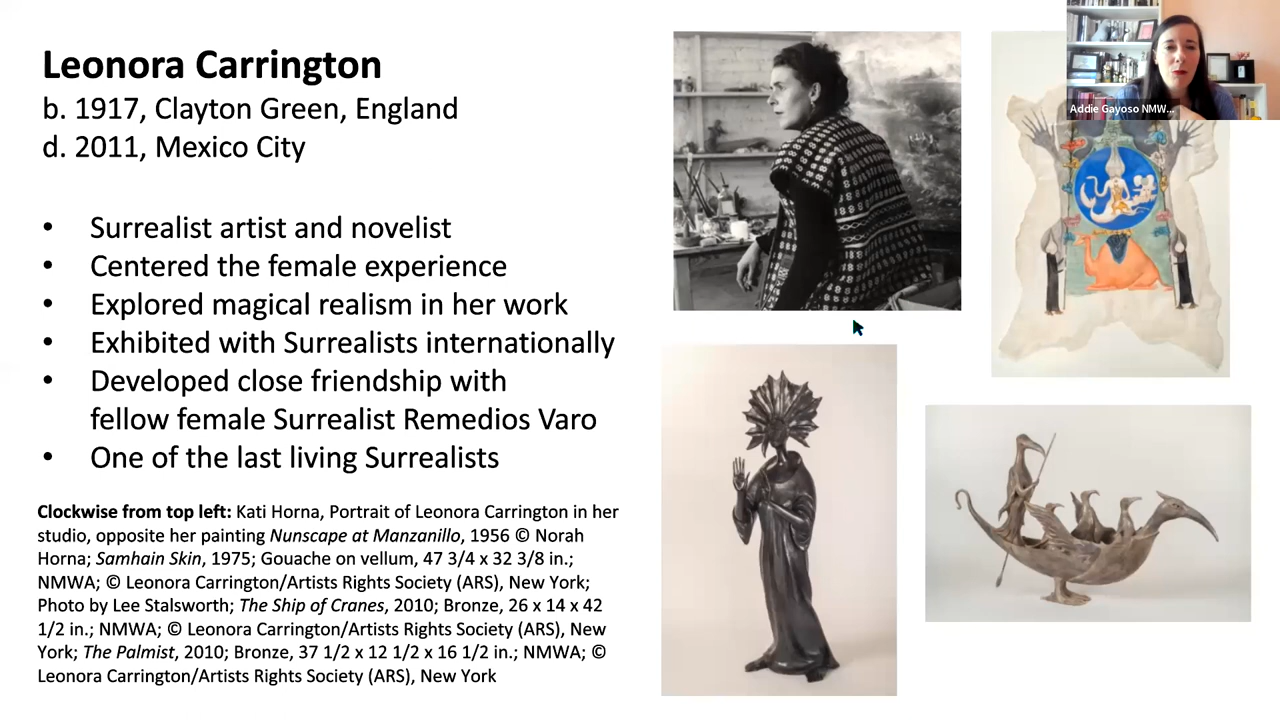 Leonora Carrington
b. 1917, Clayton Green, England
d. 2011, Mexico City
• Surrealist artist and novelist
• Centered the female experience
• Explored magical realism in her work
• Exhibited with Surrealists internationally
• Developed close friendship with
fellow female Surrealist Remedios Varo
• One of the last living Surrealists
Clockwise from top left: Kati Horna, Portrait of Leonora Carrington in her
studio, opposite her painting Nunscape at Manzanillo, 1956 © Norah
Horna; Samhain Skin, 1975; Gouache on vellum, 47 3/4 x 32 3/8 in.;
NMWA; © Leonora Carrington/Artists Rights Society (ARS), New York;
Photo by Lee Stalsworth; The Ship of Cranes, 2010; Bronze, 26 x 14 x 42
1/2 in.; NMWA; © Leonora Carrington/Artists Rights Society (ARS), New
York; The Palmist, 2010; Bronze, 37 1/2 x 12 1/2 x 16 1/2 in.; NMWA; ©
Leonora Carrington/Artists Rights Society (ARS), New York
Addie Gayoso NMW...